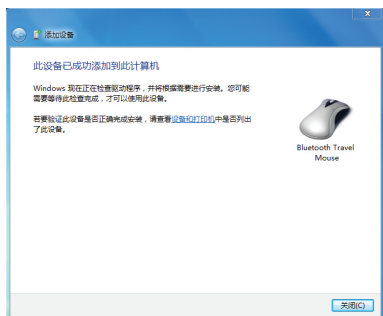 添加设备
此设备已成功添加到此计算机
Windows 现在正在检查驱动程序，并将根据需要进行安装。您可能
需要等待此检查完成，才可以使用此设备。
若要验证此设备是否正确完成安装，请查看设备和打印机中是否列出
了此设备。
Bluetooth Travel
Mouse
关闭(C)